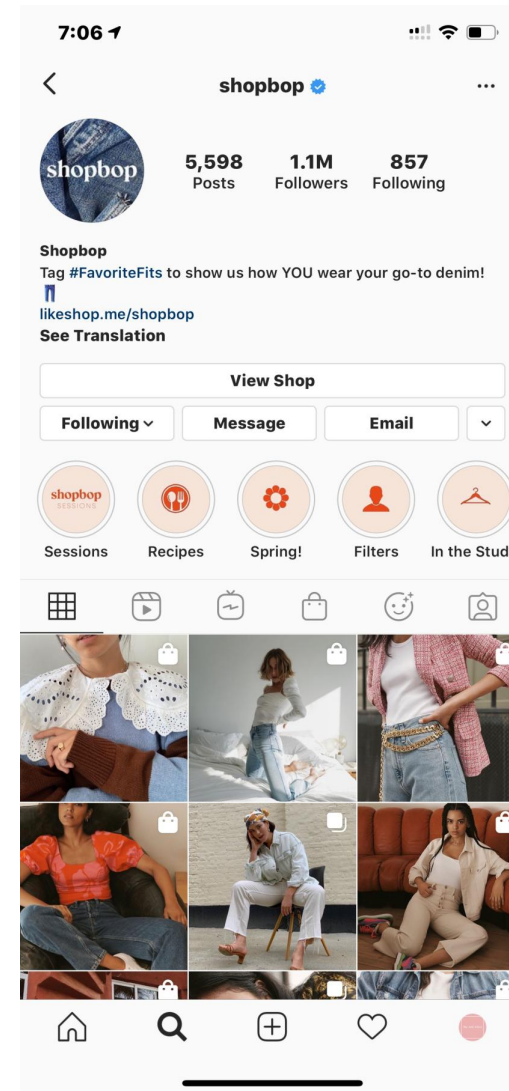 7:06
shopbop
shopbop
5,598 1.1M 857
Posts Followers Following
Shopbop
Tag #FavoriteFits to show us how YOU wear your go-to denim!
likeshop.me/shopbop
See Translation
View Shop
Following Message Email
shopbop
SESSIONS
Sessions Recipes Spring! Filters In the Stud